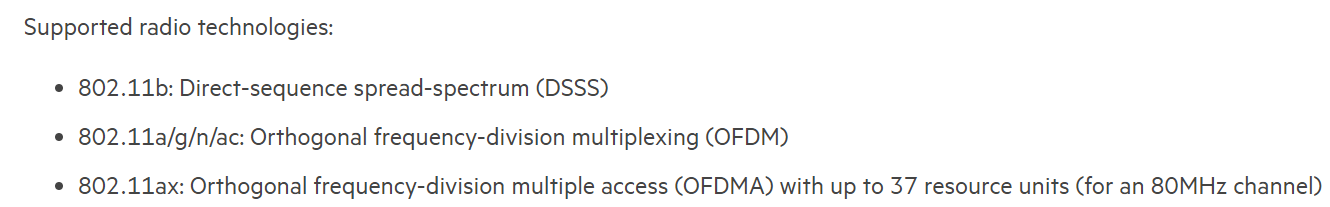 Supported radio technologies:
• 802.11b: Direct-sequence spread-spectrum (DSSS)
• 802.11a/g/n/ac: Orthogonal frequency-division multiplexing (OFDM)
• 802.11ax: Orthogonal frequency-division multiple access (OFDMA) with up to 37 resource units (for an 80MHz channel)